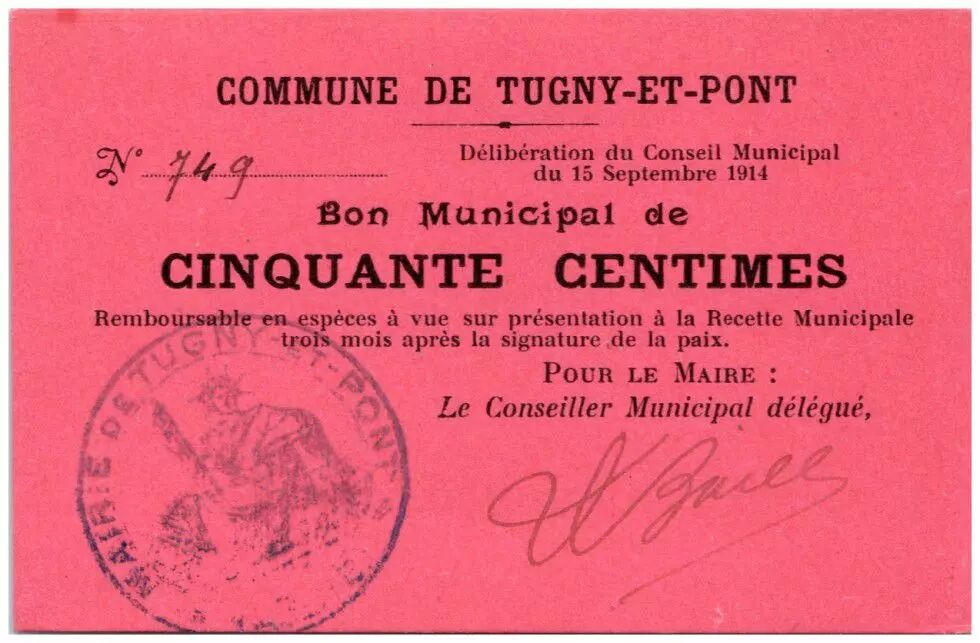 COMMUNE DE TUGNY-ET-PONT
N° 749
Délibération du Conseil Municipal
du 15 Septembre 1914
Bon Municipal de
CINQUANTE CENTIMES
Remboursable en espèces à vue sur présentation à la Recette Municipale
trois mois après la signature de la paix.
POUR LE MAIRE :
Le Conseiller Municipal délégué,
MAIRIE DE TUGNY-ET-PONT